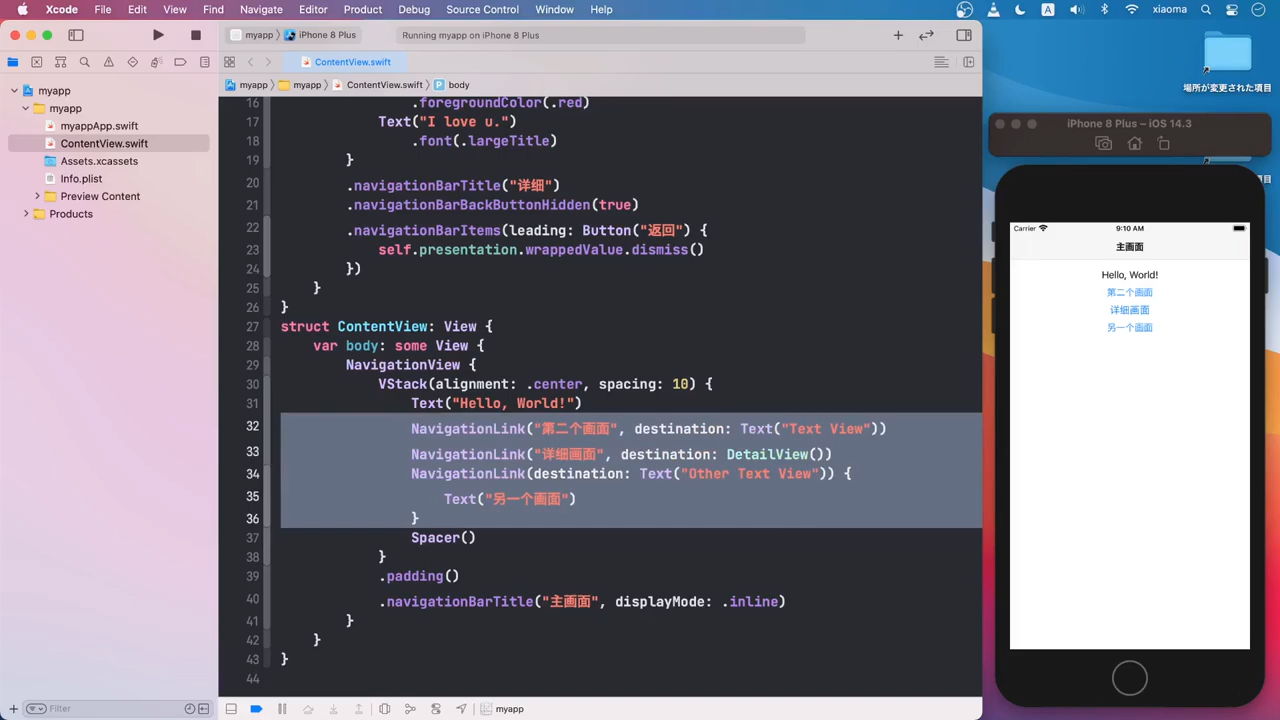 Xcode File Edit View Find Navigate Editor Product Debug Source Control Window Help A xiaoma
myapp iPhone 8 Plus Running myapp on iPhone 8 Plus
ContentView.swift
myapp myapp ContentView.swift P body
myapp
myapp
myappApp.swift
ContentView.swift
Assets.xcassets
Info.plist
Preview Content
Products
Filter
16 .foregroundColor(.red)
17 Text("I love u.")
18 .font(.largeTitle)
19 }
20 .navigationBarTitle("详细")
21 .navigationBarBackButtonHidden(true)
22 .navigationBarItems(leading: Button("返回") {
23 self.presentation.wrappedValue.dismiss()
24 })
25 }
26 }
27 struct ContentView: View {
28 var body: some View {
29 NavigationView {
30 VStack(alignment: .center, spacing: 10) {
31 Text("Hello, World!")
32 NavigationLink("第二个画面", destination: Text("Text View"))
33 NavigationLink("详细画面", destination: DetailView())
34 NavigationLink(destination: Text("Other Text View")) {
35 Text("另一个画面")
36 }
37 Spacer()
38 }
39 .padding()
40 .navigationBarTitle("主画面", displayMode: .inline)
41 }
42 }
43 }
44
myapp
場所が変更された項目
iPhone 8 Plus – iOS 14.3
項目
Carrier 9:10 AM
主画面
Hello, World!
第二个画面
详细画面
另一个画面